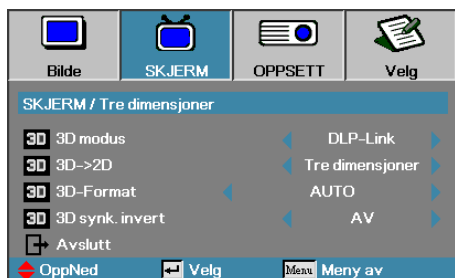 Bilde SKJERM OPPSETT Velg
SKJERM / Tre dimensjoner
3D 3D modus DLP-Link
3D 3D->2D Tre dimensjoner
3D 3D-Format AUTO
3D 3D synk. invert AV
Avslutt
OppNed Velg Menu Meny av